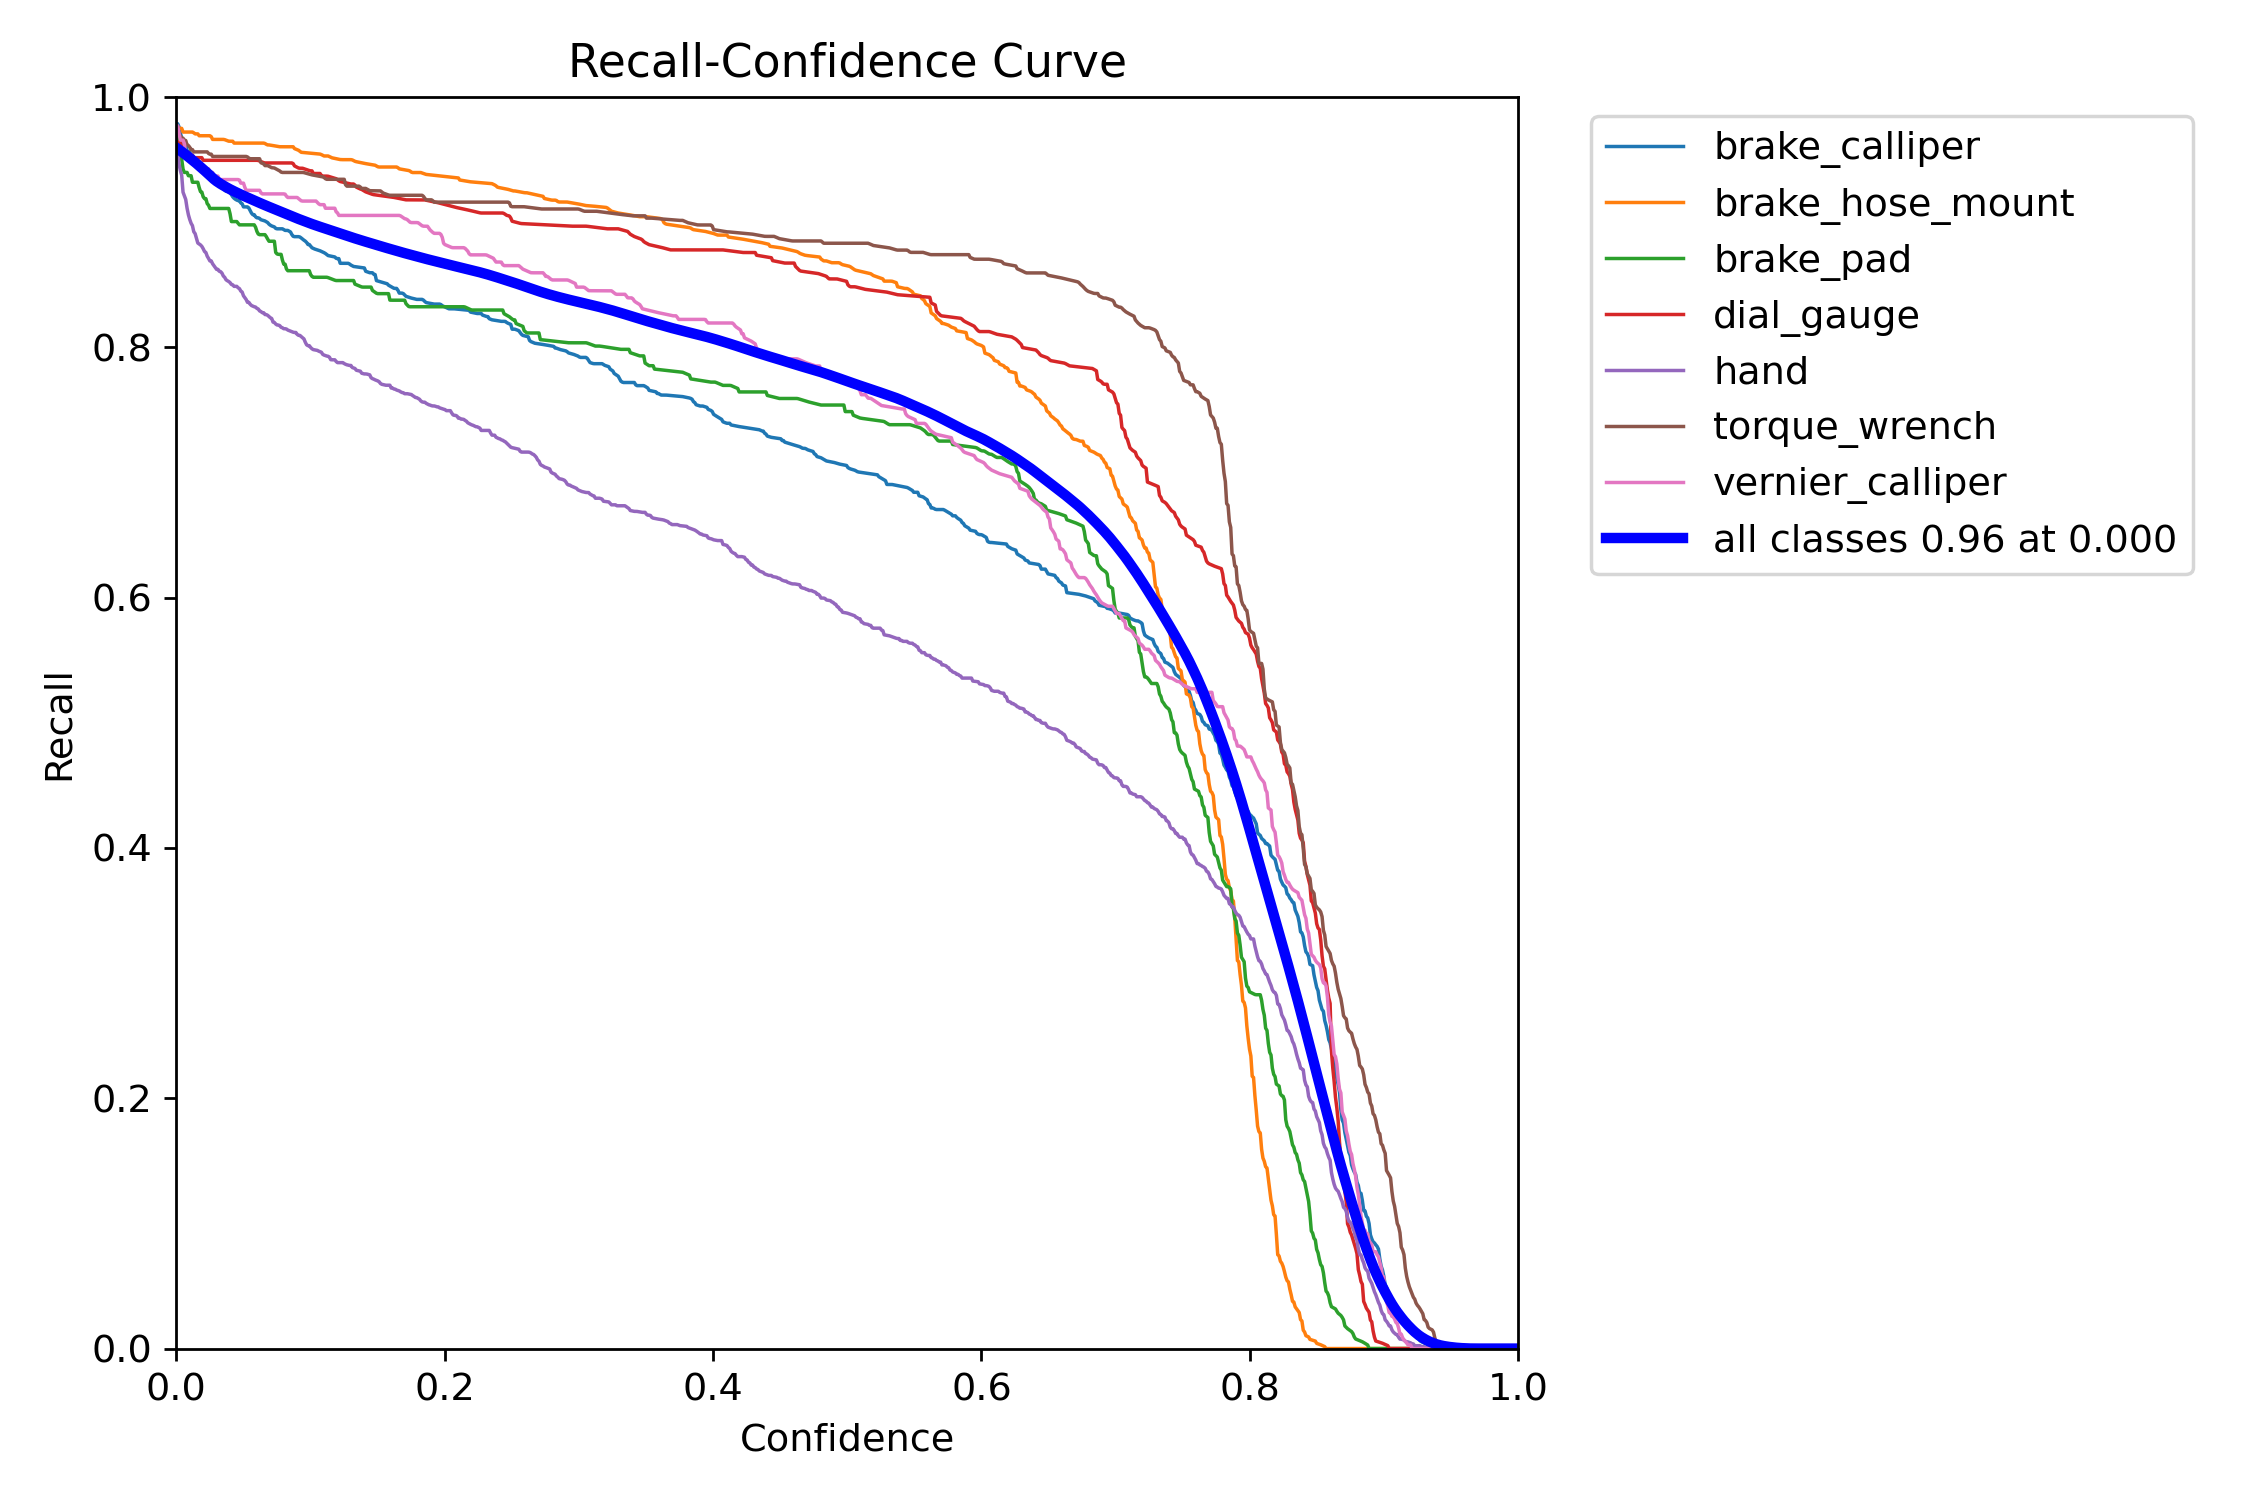 Recall-Confidence Curve
1.0
0.8
0.6
0.4
0.2
0.0
Recall
0.0 0.2 0.4 0.6 0.8 1.0
Confidence
brake_calliper
brake_hose_mount
brake_pad
dial_gauge
hand
torque_wrench
vernier_calliper
all classes 0.96 at 0.000